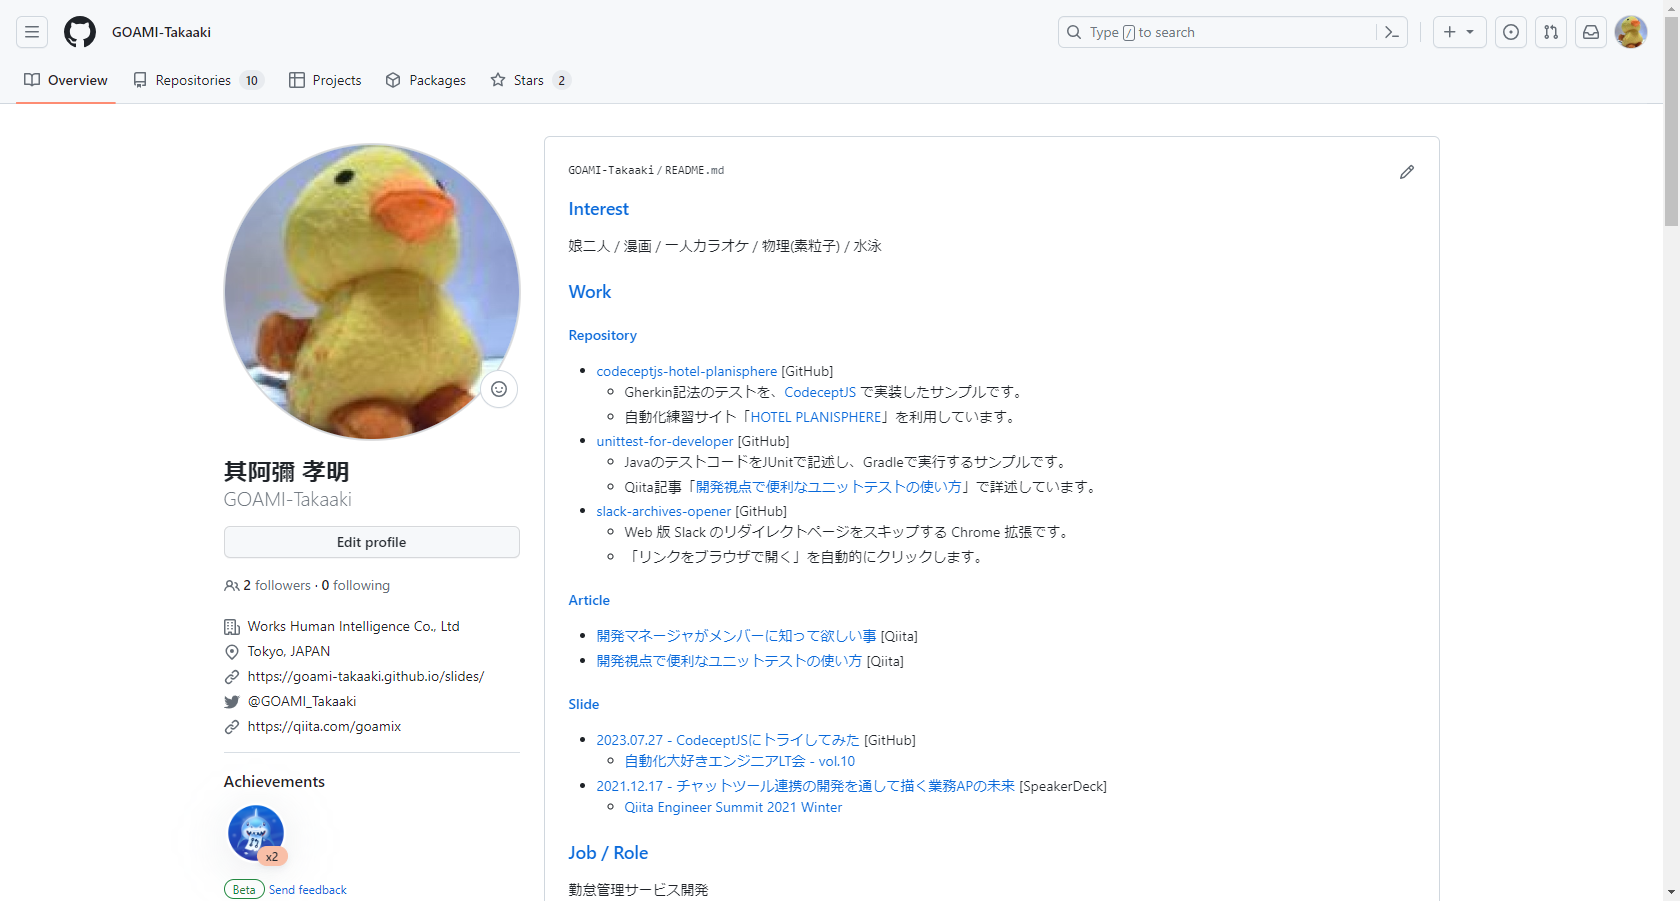 GOAMI-Takaaki
Type / to search
Overview
Repositories 10
Projects
Packages
Stars 2
其阿彌 孝明
GOAMI-Takaaki
Edit profile
2 followers · 0 following
Works Human Intelligence Co., Ltd
Tokyo, JAPAN
https://goami-takaaki.github.io/slides/
@GOAMI_Takaaki
https://qiita.com/goamix
Achievements
x2
Beta Send feedback
GOAMI-Takaaki / README.md
Interest
娘二人 / 漫画 / 一人カラオケ / 物理(素粒子) / 水泳
Work
Repository
codeceptjs-hotel-planisphere [GitHub]
Gherkin記法のテストを、CodeceptJS で実装したサンプルです。
自動化練習サイト「HOTEL PLANISPHERE」を利用しています。
unittest-for-developer [GitHub]
JavaのテストコードをJUnitで記述し、Gradleで実行するサンプルです。
Qiita記事「開発視点で便利なユニットテストの使い方」で詳述しています。
slack-archives-opener [GitHub]
Web 版 Slack のリダイレクトページをスキップする Chrome 拡張です。
「リンクをブラウザで開く」を自動的にクリックします。
Article
開発マネージャがメンバーに知って欲しい事 [Qiita]
開発視点で便利なユニットテストの使い方 [Qiita]
Slide
2023.07.27 - CodeceptJSにトライしてみた [GitHub]
自動化大好きエンジニアLT会 - vol.10
2021.12.17 - チャットツール連携の開発を通して描く業務APの未来 [SpeakerDeck]
Qiita Engineer Summit 2021 Winter
Job / Role
勤怠管理サービス開発